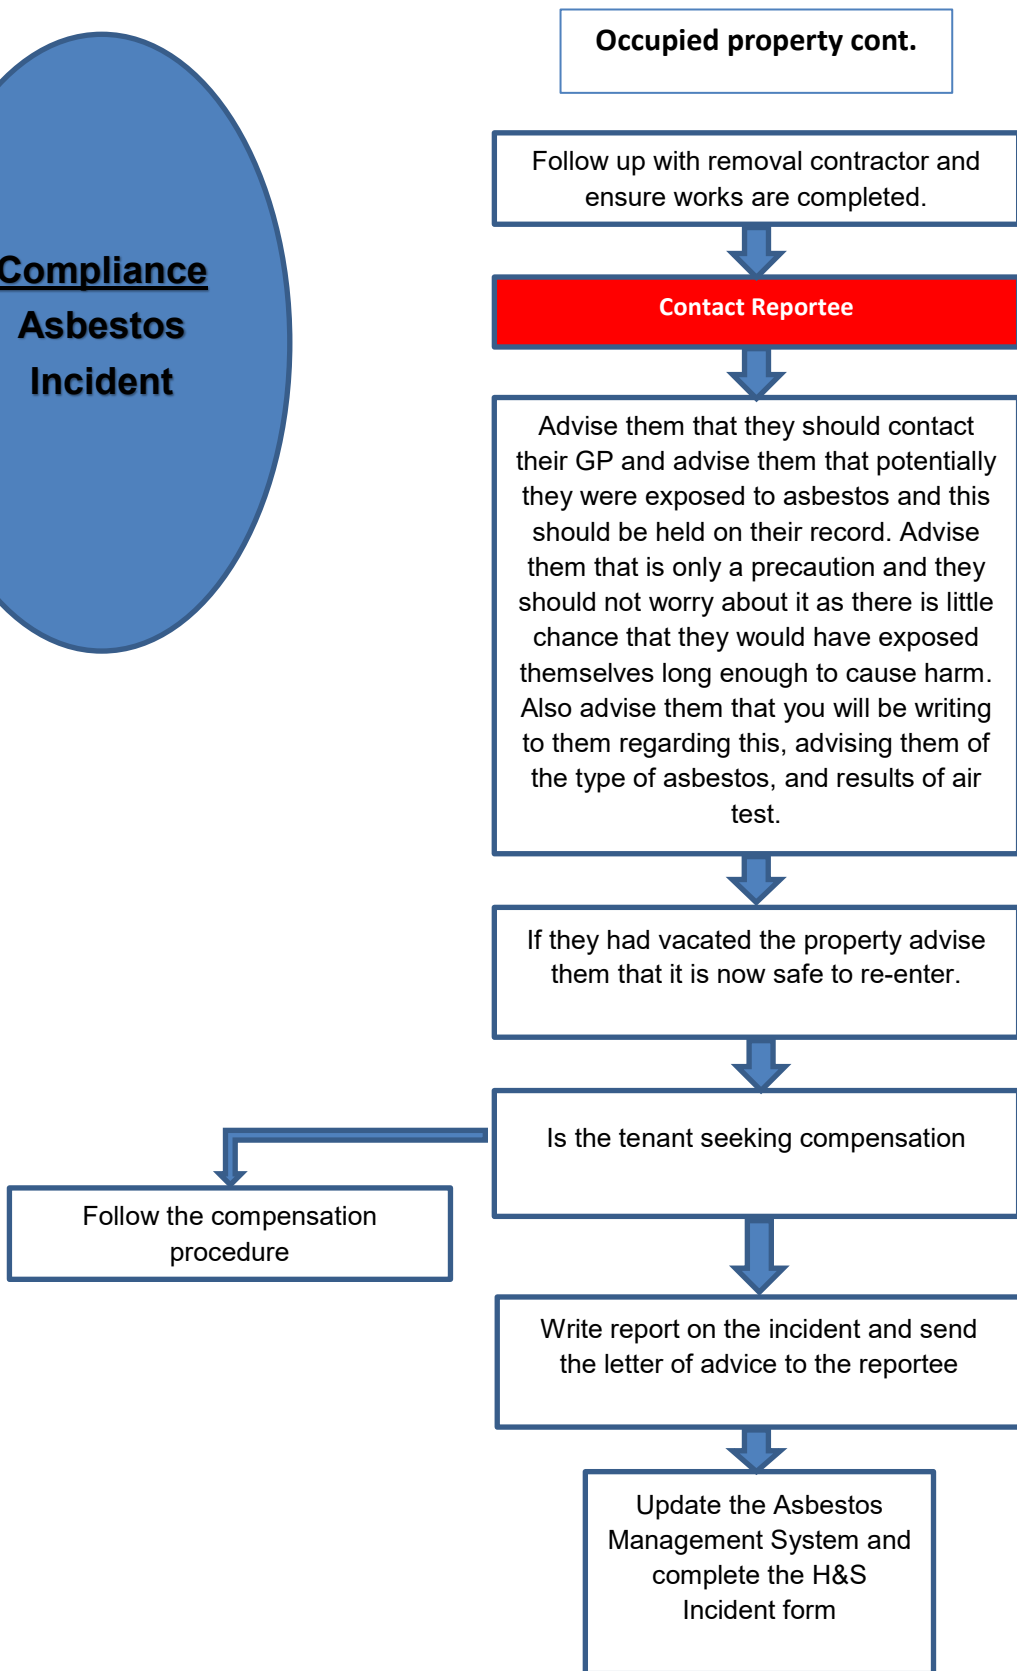 Occupied property cont.
Compliance
Asbestos
Incident
Follow up with removal contractor and
ensure works are completed.
Contact Reportee
Advise them that they should contact
their GP and advise them that potentially
they were exposed to asbestos and this
should be held on their record. Advise
them that is only a precaution and they
should not worry about it as there is little
chance that they would have exposed
themselves long enough to cause harm.
Also advise them that you will be writing
to them regarding this, advising them of
the type of asbestos, and results of air
test.
If they had vacated the property advise
them that it is now safe to re-enter.
Is the tenant seeking compensation
Follow the compensation
procedure
Write report on the incident and send
the letter of advice to the reportee
Update the Asbestos
Management System and
complete the H&S
Incident form